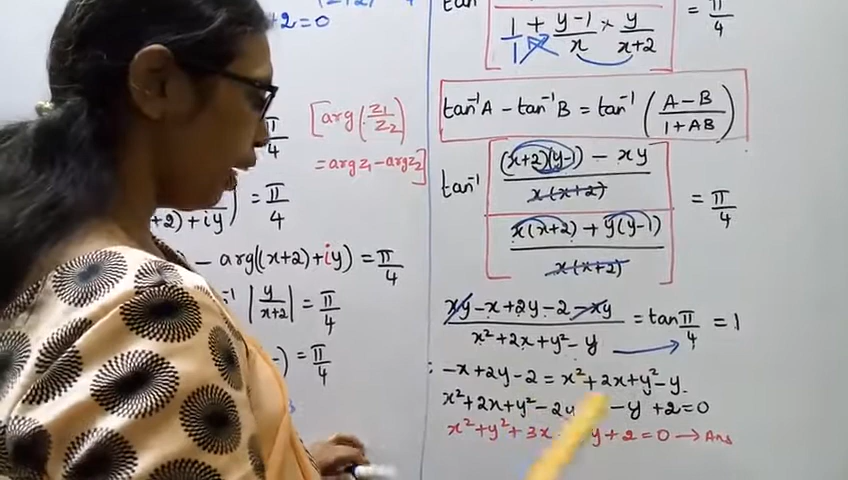 +2=0
π/4
[arg(z₁/z₂)
=arg z₁ - arg z₂]
+2)+iy) = π/4
- arg((x+2)+iy) = π/4
|y/(x+2)| = π/4
) = π/4
tan
1/1 + (y-1)/x × y/(x+2) = π/4
tan⁻¹A - tan⁻¹B = tan⁻¹((A-B)/(1+AB))
tan⁻¹[((x+2)(y-1) - xy)/(x(x+2))
(x(x+2) + y(y-1))/(x(x+2))] = π/4
(xy-x+2y-2-xy)/(x²+2x+y²-y) = tan π/4 = 1
: -x+2y-2 = x²+2x+y²-y.
x²+2x+y²-2y -y +2=0
x²+y²+3x y+2=0 → Ans